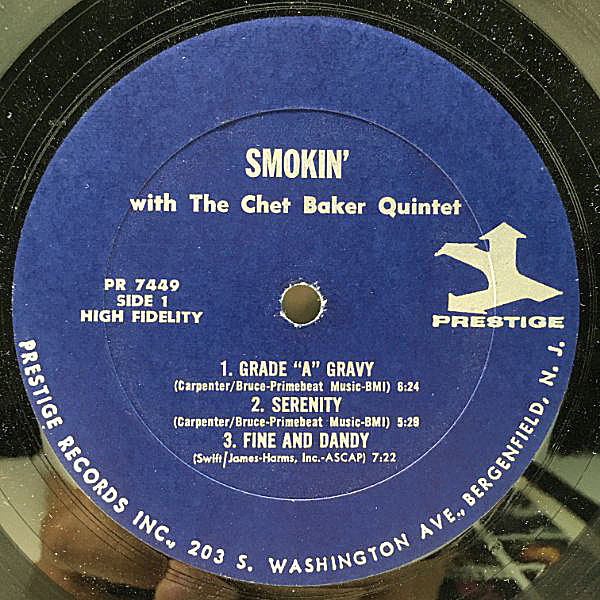 SMOKIN'
with The Chet Baker Quintet
PR 7449
SIDE 1
HIGH FIDELITY
PRESTIGE
1. GRADE "A" GRAVY
(Carpenter/Bruce-Primebeat Music-BMI) 6:24
2. SERENITY
(Carpenter/Bruce-Primebeat Music-BMI) 5:29
3. FINE AND DANDY
(Swift/James-Harms, Inc.-ASCAP) 7:22
PRESTIGE RECORDS INC., 203 S. WASHINGTON AVE., BERGENFIELD, N. J.